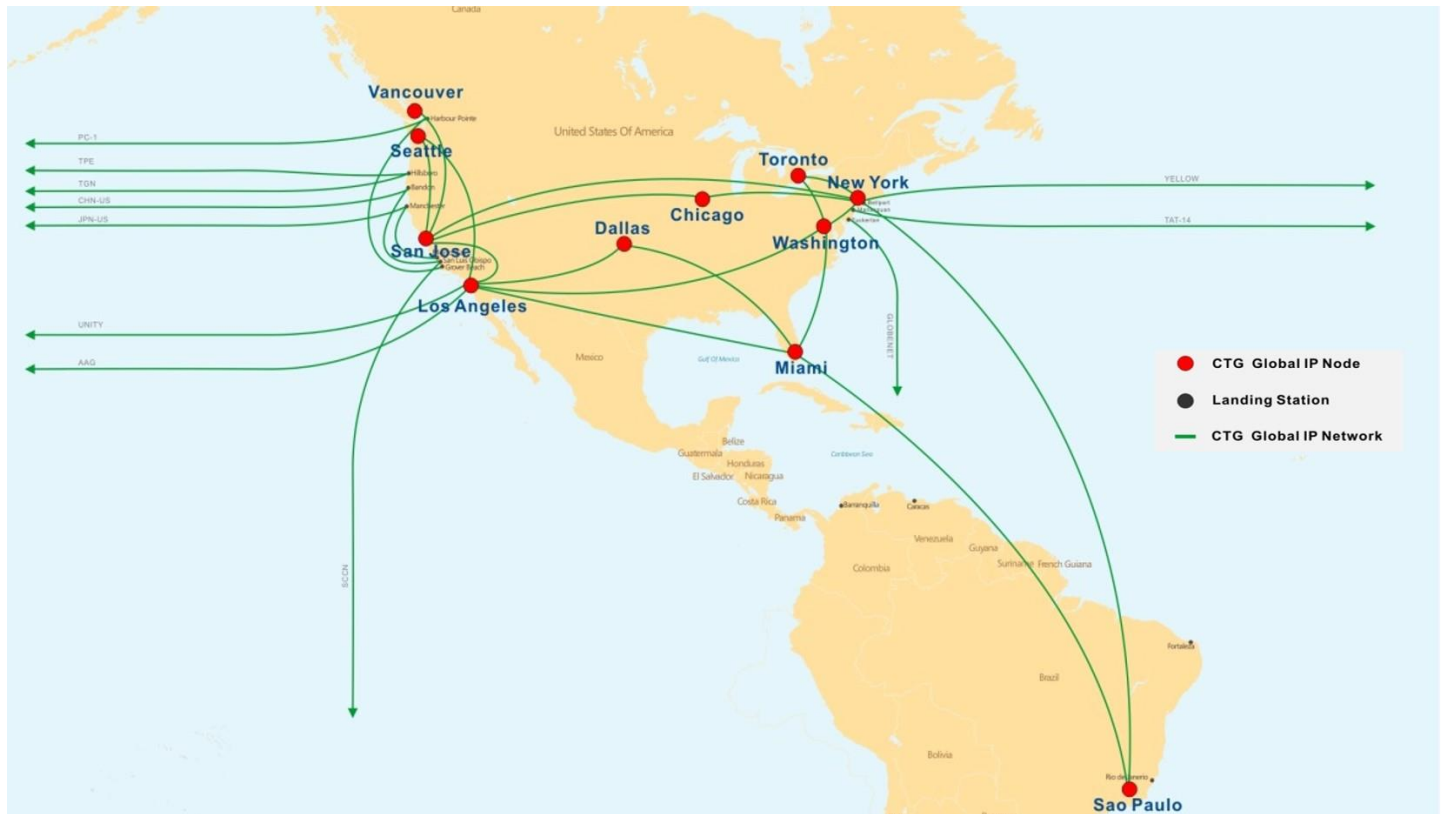 Canada
Vancouver
Harbour Pointe
United States Of America
PC-1
Seattle
Toronto
TPE
Hillsboro
New York
YELLOW
TGN
Bandon
CHN-US
Manchester
Chicago
JPN-US
TAT-14
Dallas
Washington
San Jose
San Luis Obispo
Grover Beach
Los Angeles
UNITY
GLOBENET
AAG
Mexico
Gulf Of Mexico
Miami
CTG Global IP Node
Landing Station
CTG Global IP Network
Belize
Guatermala
Caribbean Sea
Honduras
El Salvador
Nicaragua
Costa Rica
Panama
Barranquilla
Caracas
Venezuela
Guyana
Suriname
French Guiana
Colombia
SCCN
Fortaleza
Brazil
Bolivia
Rio de Janerio
Sao Paulo